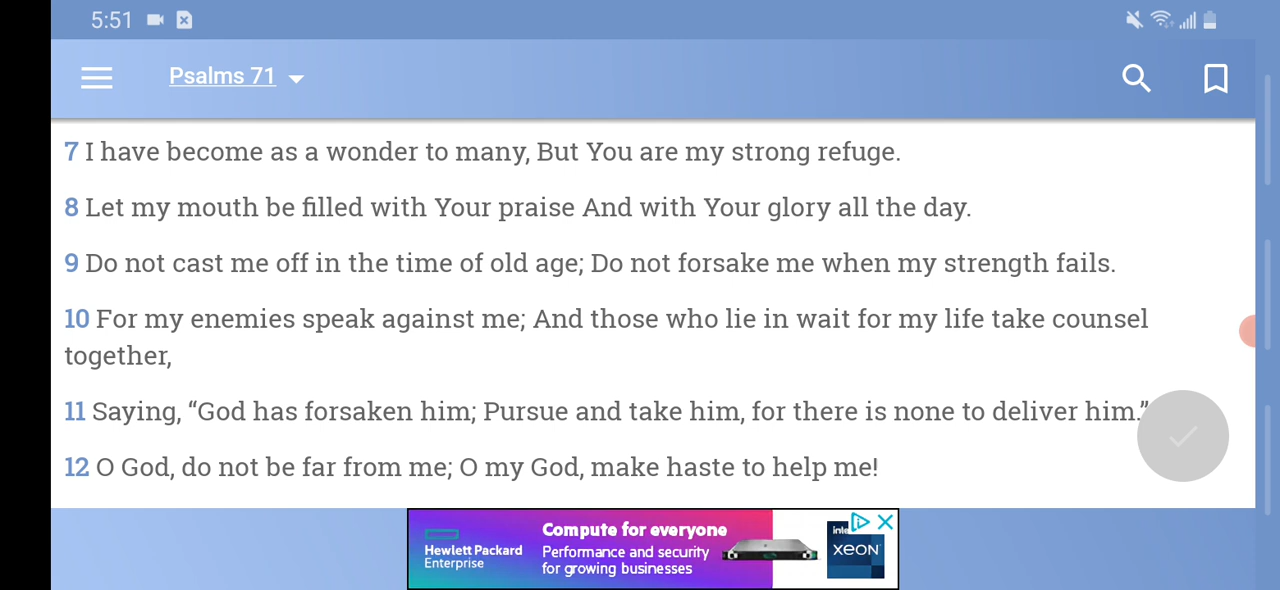 5:51
Psalms 71
7 I have become as a wonder to many, But You are my strong refuge.
8 Let my mouth be filled with Your praise And with Your glory all the day.
9 Do not cast me off in the time of old age; Do not forsake me when my strength fails.
10 For my enemies speak against me; And those who lie in wait for my life take counsel
together,
11 Saying, “God has forsaken him; Pursue and take him, for there is none to deliver him.”
12 O God, do not be far from me; O my God, make haste to help me!
Hewlett Packard
Enterprise
Compute for everyone
Performance and security
for growing businesses
XEON